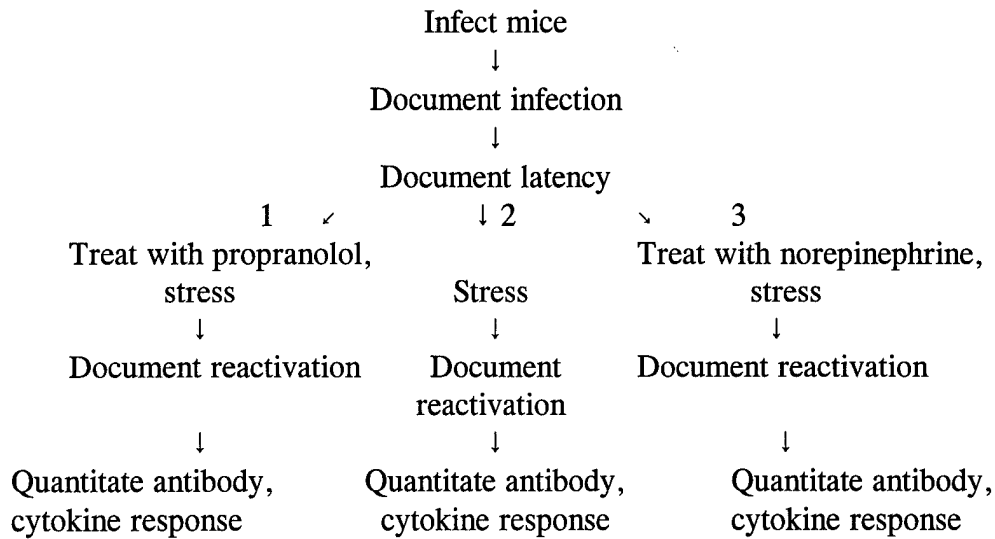 Infect mice
↓
Document infection
↓
Document latency
1 ↙ ↓ 2 ↘ 3
Treat with propranolol,
stress
Stress
Treat with norepinephrine,
stress
↓ ↓ ↓
Document reactivation
Document
reactivation
Document reactivation
↓ ↓ ↓
Quantitate antibody,
cytokine response
Quantitate antibody,
cytokine response
Quantitate antibody,
cytokine response